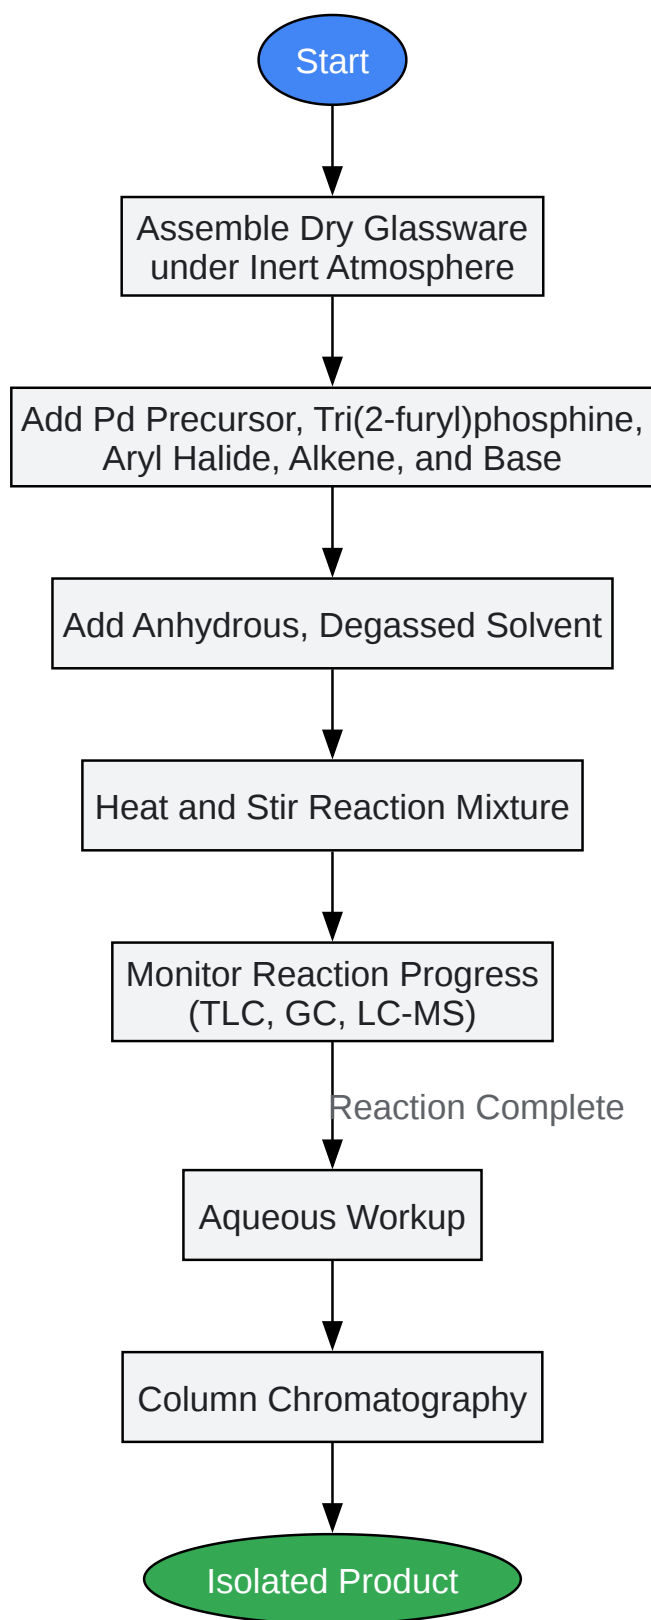 Start
Assemble Dry Glassware
under Inert Atmosphere
Add Pd Precursor, Tri(2-furyl)phosphine,
Aryl Halide, Alkene, and Base
Add Anhydrous, Degassed Solvent
Heat and Stir Reaction Mixture
Monitor Reaction Progress
(TLC, GC, LC-MS)
Reaction Complete
Aqueous Workup
Column Chromatography
Isolated Product